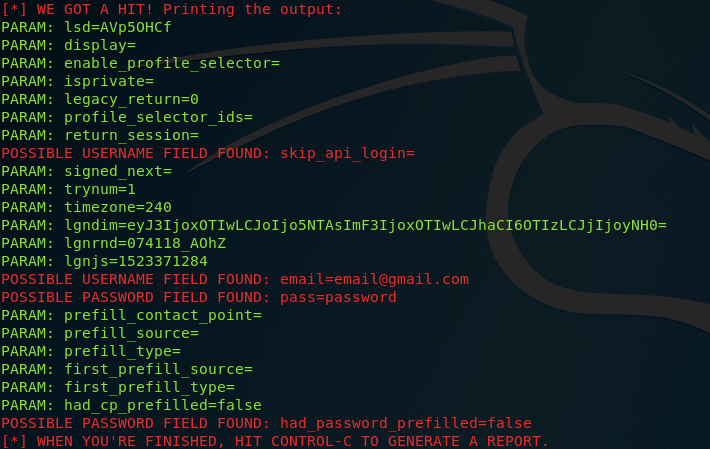 [*] WE GOT A HIT! Printing the output:
PARAM: lsd=AVp5OHCf
PARAM: display=
PARAM: enable_profile_selector=
PARAM: isprivate=
PARAM: legacy_return=0
PARAM: profile_selector_ids=
PARAM: return_session=
POSSIBLE USERNAME FIELD FOUND: skip_api_login=
PARAM: signed_next=
PARAM: trynum=1
PARAM: timezone=240
PARAM: lgndim=eyJ3IjoxOTIwLCJoIjo5NTAsImF3IjoxOTIwLCJhaCI6OTIzLCJjIjoyNH0=
PARAM: lgnrnd=074118_AOhZ
PARAM: lgnjs=1523371284
POSSIBLE USERNAME FIELD FOUND: email=email@gmail.com
POSSIBLE PASSWORD FIELD FOUND: pass=password
PARAM: prefill_contact_point=
PARAM: prefill_source=
PARAM: prefill_type=
PARAM: first_prefill_source=
PARAM: first_prefill_type=
PARAM: had_cp_prefilled=false
POSSIBLE PASSWORD FIELD FOUND: had_password_prefilled=false
[*] WHEN YOU'RE FINISHED, HIT CONTROL-C TO GENERATE A REPORT.